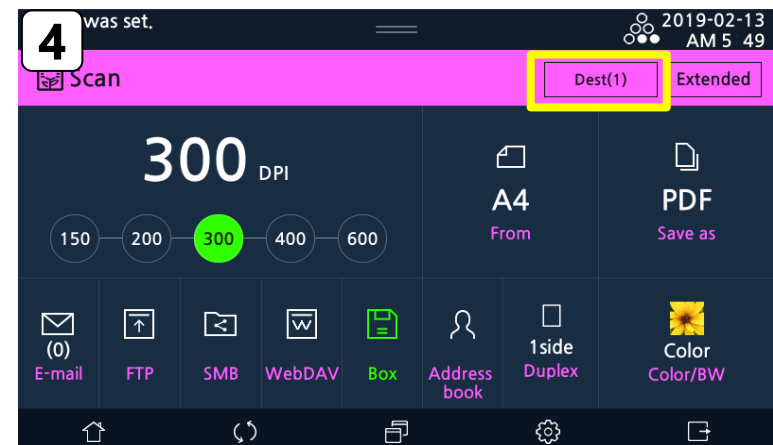 was set.
4
2019-02-13
AM 5 49
Scan
Dest(1)
Extended
300 DPI
150
200
300
400
600
A4
From
PDF
Save as
(0)
E-mail
FTP
SMB
WebDAV
Box
Address
book
1side
Duplex
Color
Color/BW